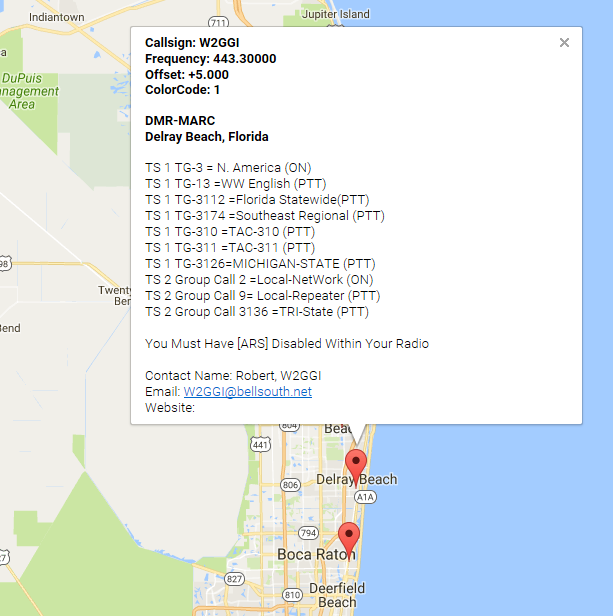 Indiantown
Jupiter Island
Callsign: W2GGI
Frequency: 443.30000
Offset: +5.000
ColorCode: 1
DMR-MARC
Delray Beach, Florida
TS 1 TG-3 = N. America (ON)
TS 1 TG-13 =WW English (PTT)
TS 1 TG-3112 =Florida Statewide(PTT)
TS 1 TG-3174 =Southeast Regional (PTT)
TS 1 TG-310 =TAC-310 (PTT)
TS 1 TG-311 =TAC-311 (PTT)
TS 1 TG-3126=MICHIGAN-STATE (PTT)
TS 2 Group Call 2 =Local-NetWork (ON)
TS 2 Group Call 9= Local-Repeater (PTT)
TS 2 Group Call 3136 =TRI-State (PTT)
You Must Have [ARS] Disabled Within Your Radio
Contact Name: Robert, W2GGI
Email: W2GGI@bellsouth.net
Website:
DuPuis
nagement
Area
98
Twenty
Ber
Bend
804
Beach
441
806
Delray Beach
A1A
794
Boca Raton
27
827
810
Deerfield
Beach